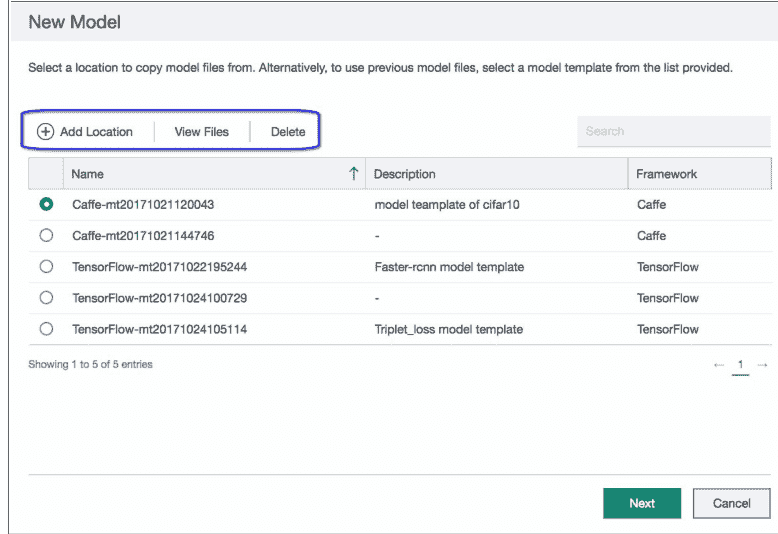 New Model
Select a location to copy model files from. Alternatively, to use previous model files, select a model template from the list provided.
Add Location View Files Delete Search
Name Description Framework
Caffe-mt20171021120043 model teamplate of cifar10 Caffe
Caffe-mt20171021144746 - Caffe
TensorFlow-mt20171022195244 Faster-rcnn model template TensorFlow
TensorFlow-mt20171024100729 - TensorFlow
TensorFlow-mt20171024105114 Triplet_loss model template TensorFlow
Showing 1 to 5 of 5 entries ← 1 →
Next Cancel